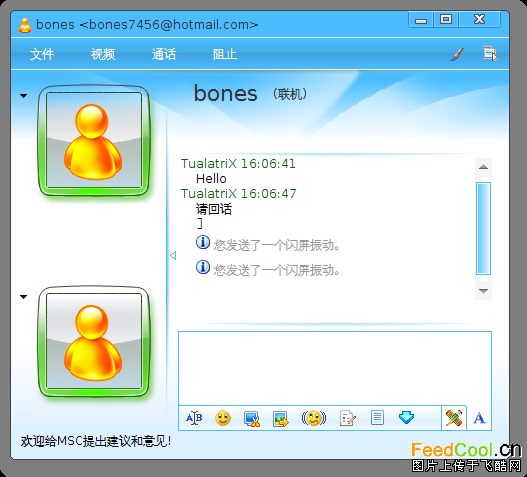 bones <bones7456@hotmail.com>
文件 视频 通话 阻止
bones (联机)
TualatriX 16:06:41
Hello
TualatriX 16:06:47
请回话
]
您发送了一个闪屏振动。
您发送了一个闪屏振动。
AB A
欢迎给MSC提出建议和意见!
FeedCool.cn
图片上传于飞酷网